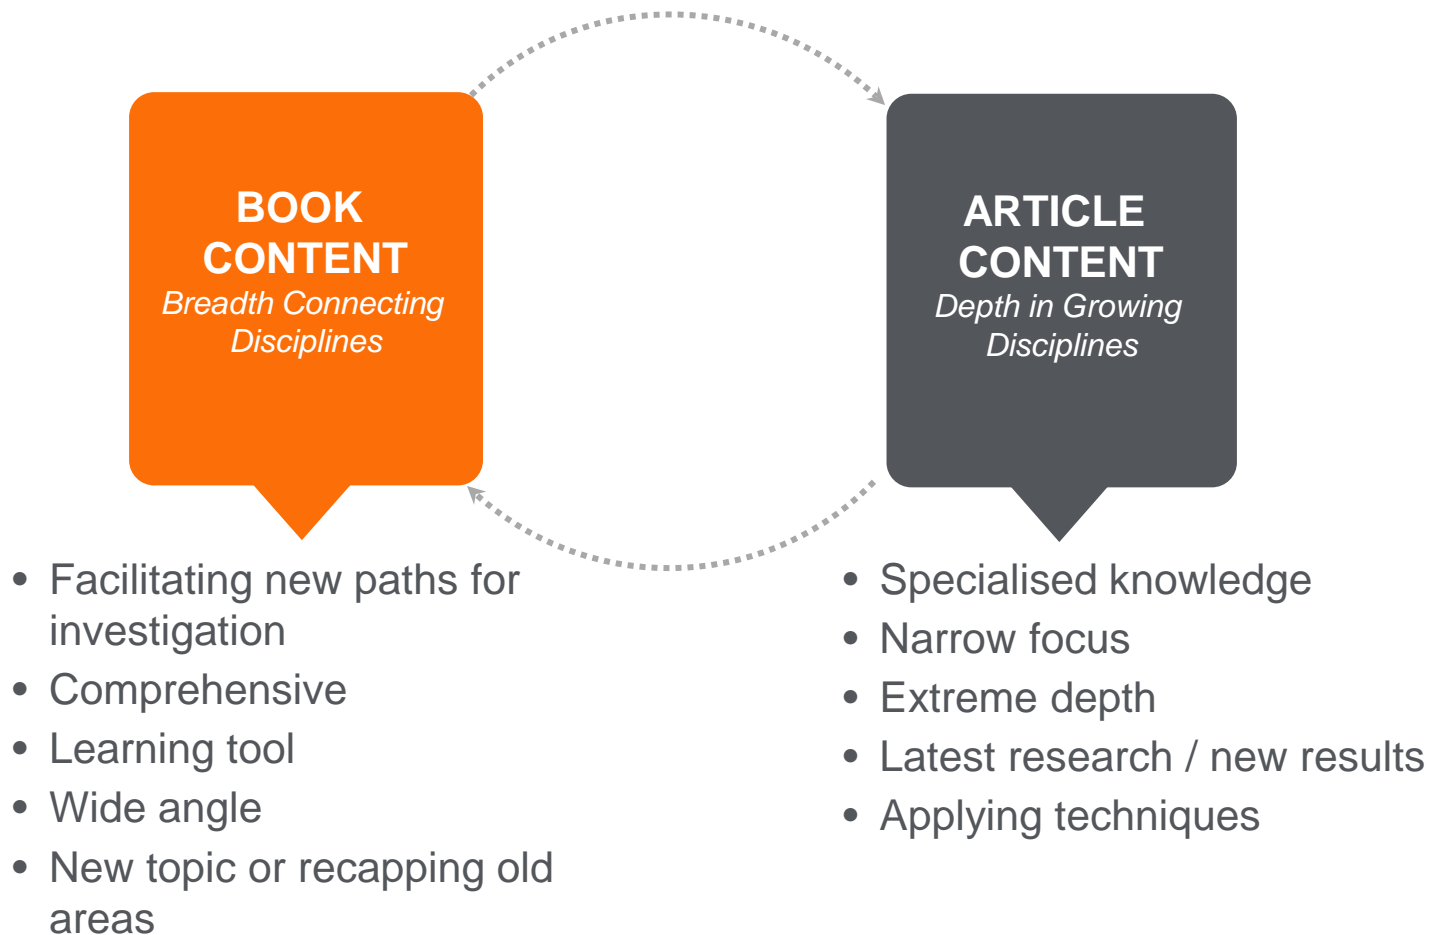 BOOK
CONTENT
Breadth Connecting
Disciplines
• Facilitating new paths for
investigation
• Comprehensive
• Learning tool
• Wide angle
• New topic or recapping old
areas
ARTICLE
CONTENT
Depth in Growing
Disciplines
• Specialised knowledge
• Narrow focus
• Extreme depth
• Latest research / new results
• Applying techniques